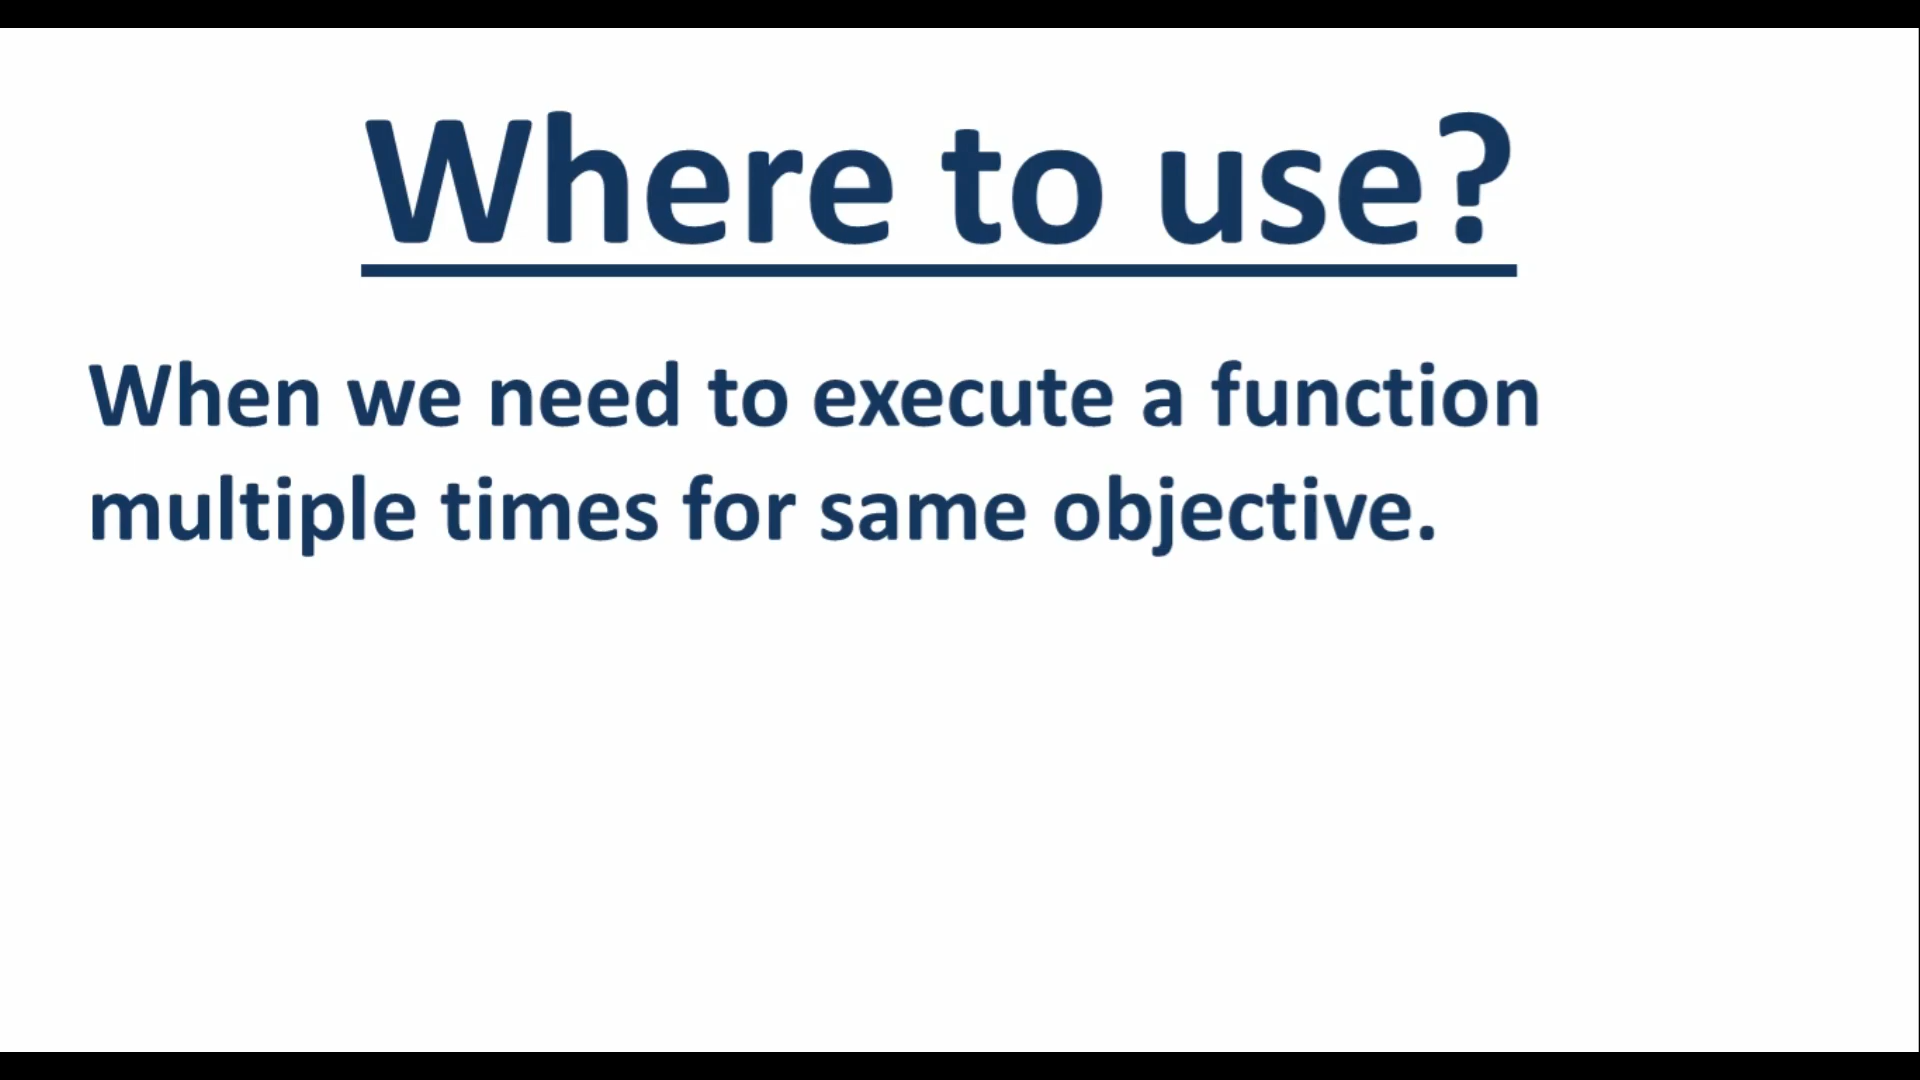 Where to use?
When we need to execute a function
multiple times for same objective.